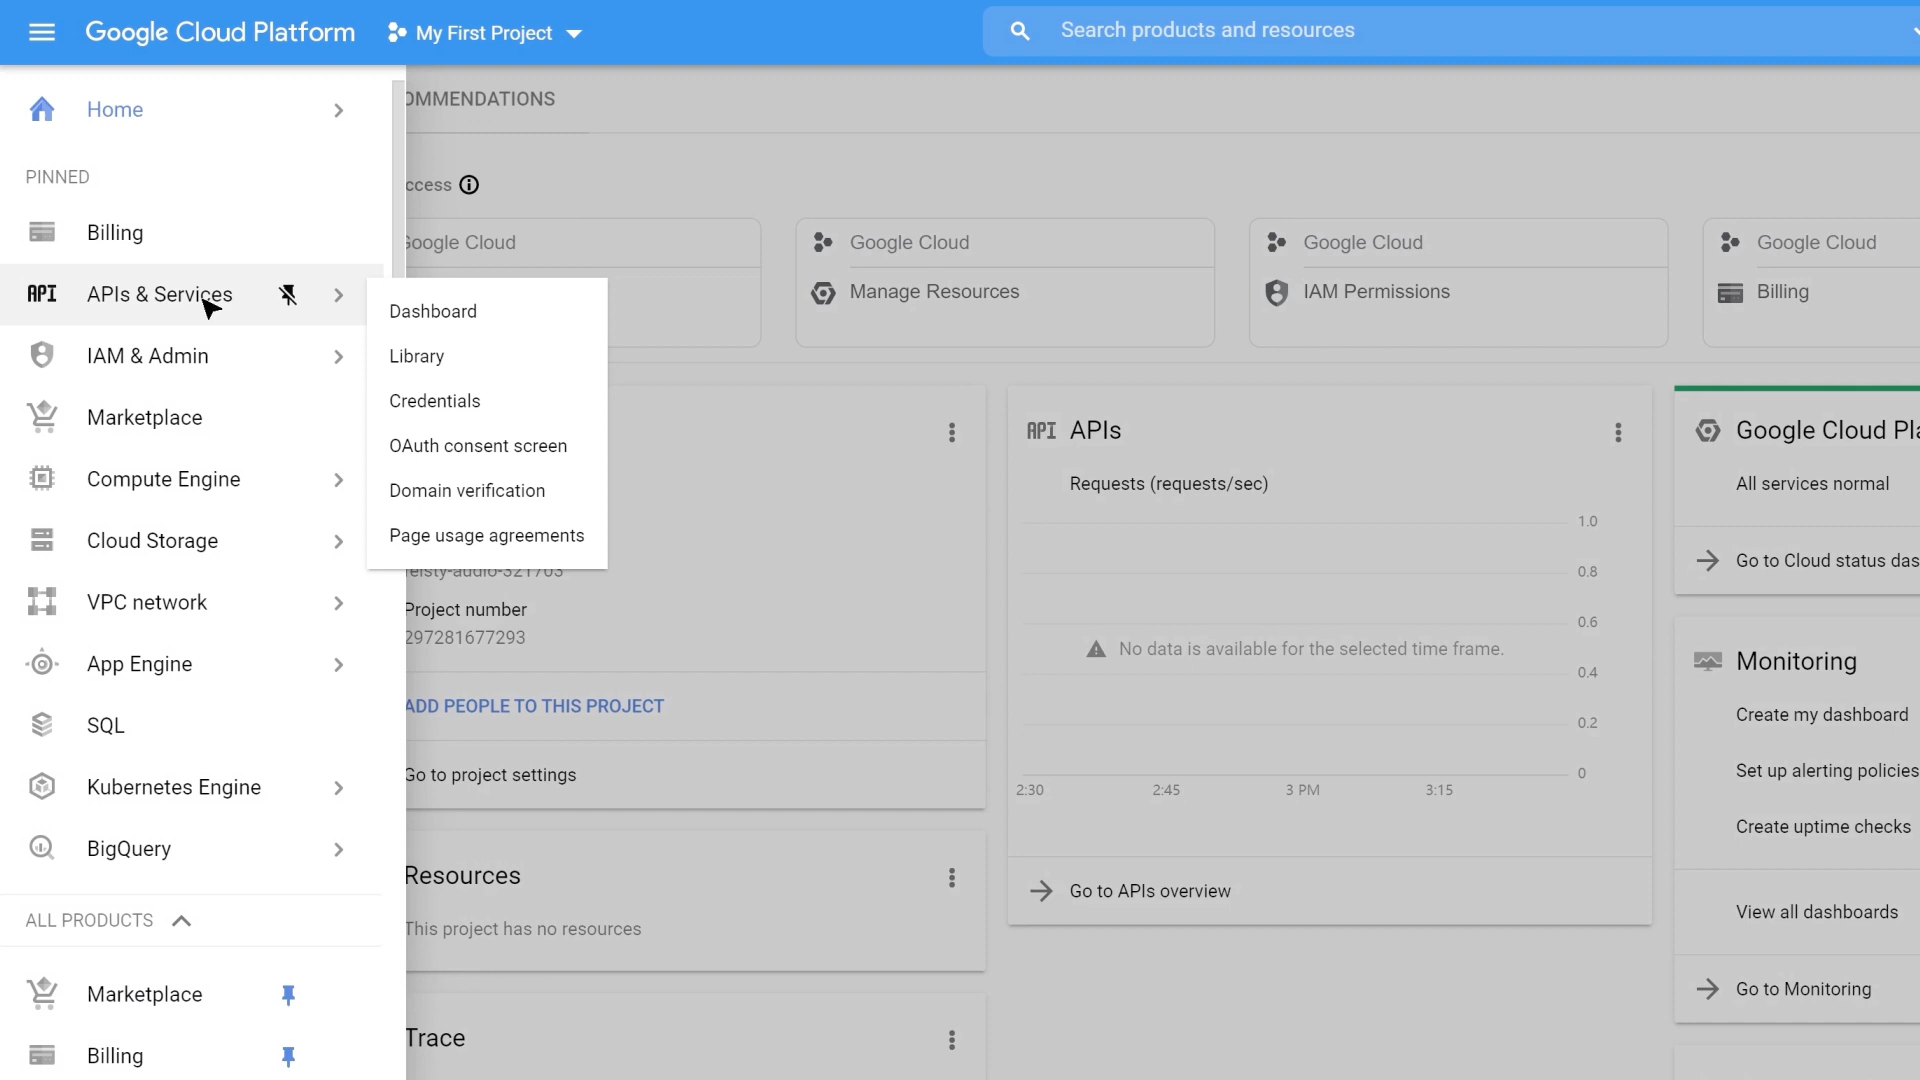 Google Cloud Platform
My First Project
Search products and resources
Home
PINNED
Billing
API APIs & Services
IAM & Admin
Marketplace
Compute Engine
Cloud Storage
VPC network
App Engine
SQL
Kubernetes Engine
BigQuery
ALL PRODUCTS
Marketplace
Billing
Dashboard
Library
Credentials
OAuth consent screen
Domain verification
Page usage agreements
OMMENDATIONS
ccess
Google Cloud
Google Cloud
Manage Resources
Google Cloud
IAM Permissions
Google Cloud
Billing
feisty-audio-321703
Project number
297281677293
ADD PEOPLE TO THIS PROJECT
Go to project settings
Resources
This project has no resources
Trace
API APIs
Requests (requests/sec)
1.0
0.8
0.6
No data is available for the selected time frame.
0.4
0.2
0
2:30 2:45 3 PM 3:15
Go to APIs overview
Google Cloud Pla
All services normal
Go to Cloud status das
Monitoring
Create my dashboard
Set up alerting policies
Create uptime checks
View all dashboards
Go to Monitoring